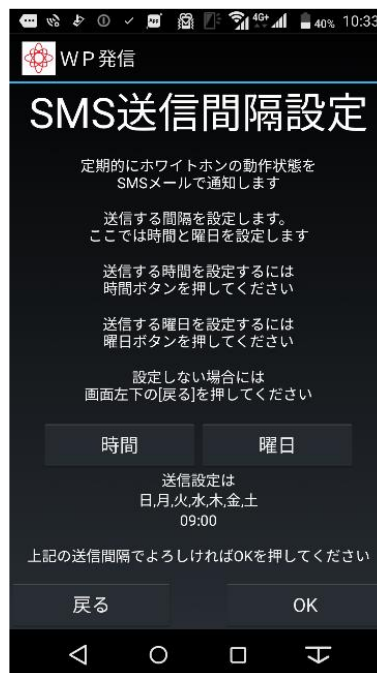 4G+ 40% 10:33
WP発信
SMS送信間隔設定
定期的にホワイトホンの動作状態を
SMSメールで通知します
送信する間隔を設定します。
ここでは時間と曜日を設定します
送信する時間を設定するには
時間ボタンを押してください
送信する曜日を設定するには
曜日ボタンを押してください
設定しない場合には
画面左下の[戻る]を押してください
時間 曜日
送信設定は
日,月,火,水,木,金,土
09:00
上記の送信間隔でよろしければOKを押してください
戻る OK